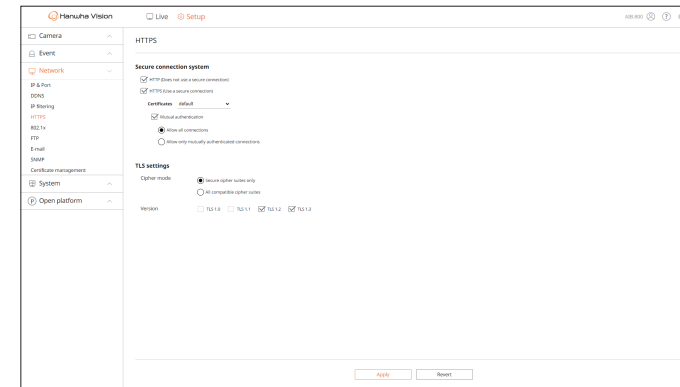 Hanwha Vision
Live
Setup
AIB-800
Camera
Event
Network
IP & Port
DDNS
IP filtering
HTTPS
802.1x
FTP
E-mail
SNMP
Certificate management
System
Open platform
HTTPS
Secure connection system
HTTP (Does not use a secure connection)
HTTPS (Use a secure connection)
Certificates default
Mutual authentication
Allow all connections
Allow only mutually authenticated connections
TLS settings
Cipher mode
Secure cipher suites only
All compatible cipher suites
Version TLS 1.0 TLS 1.1 TLS 1.2 TLS 1.3
Apply Revert